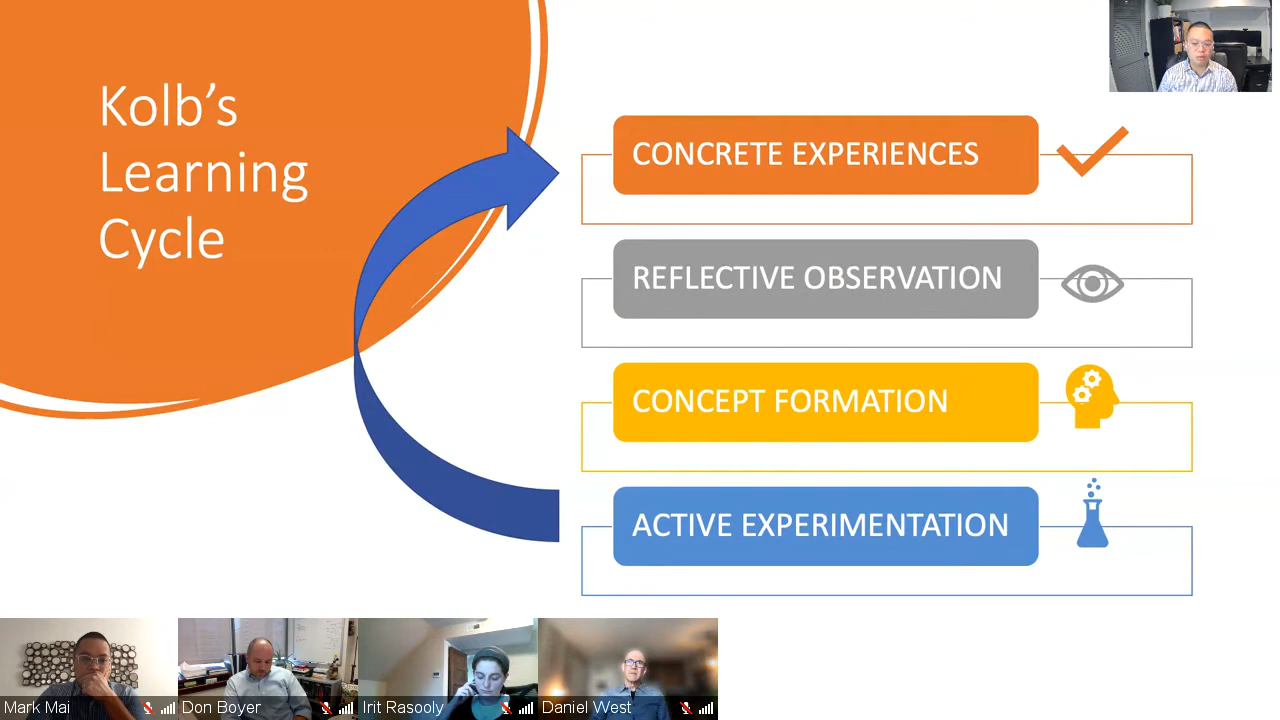 Kolb’s
Learning
Cycle
CONCRETE EXPERIENCES
REFLECTIVE OBSERVATION
CONCEPT FORMATION
ACTIVE EXPERIMENTATION
Mark Mai
Don Boyer
Irit Rasooly
Daniel West